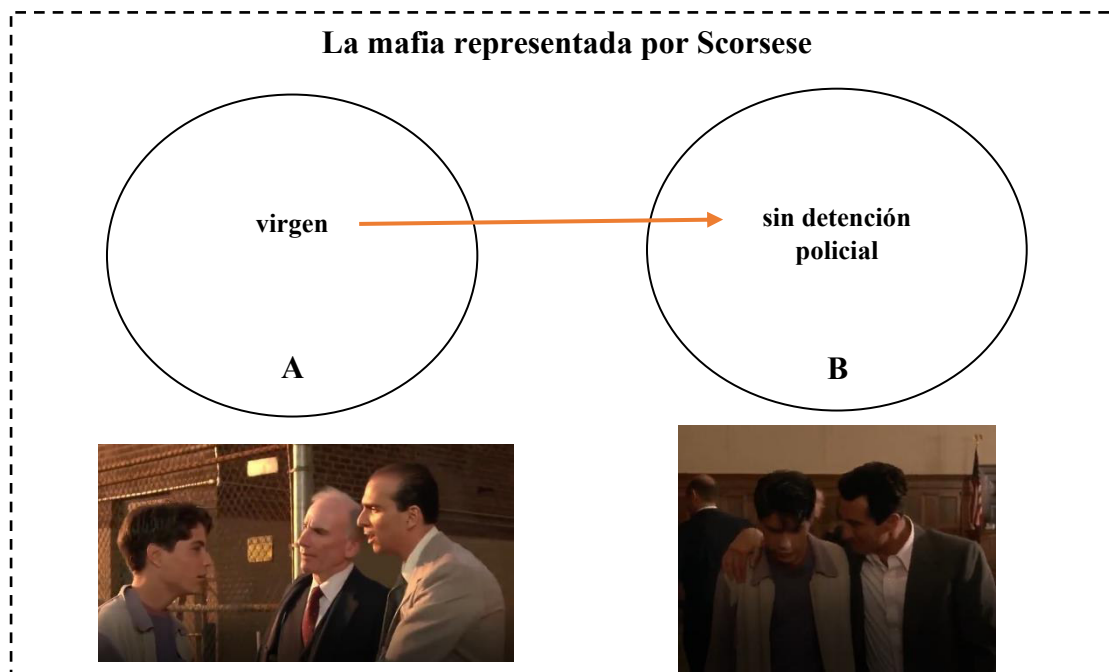 La mafia representada por Scorsese
virgen
sin detención
policial
A
B